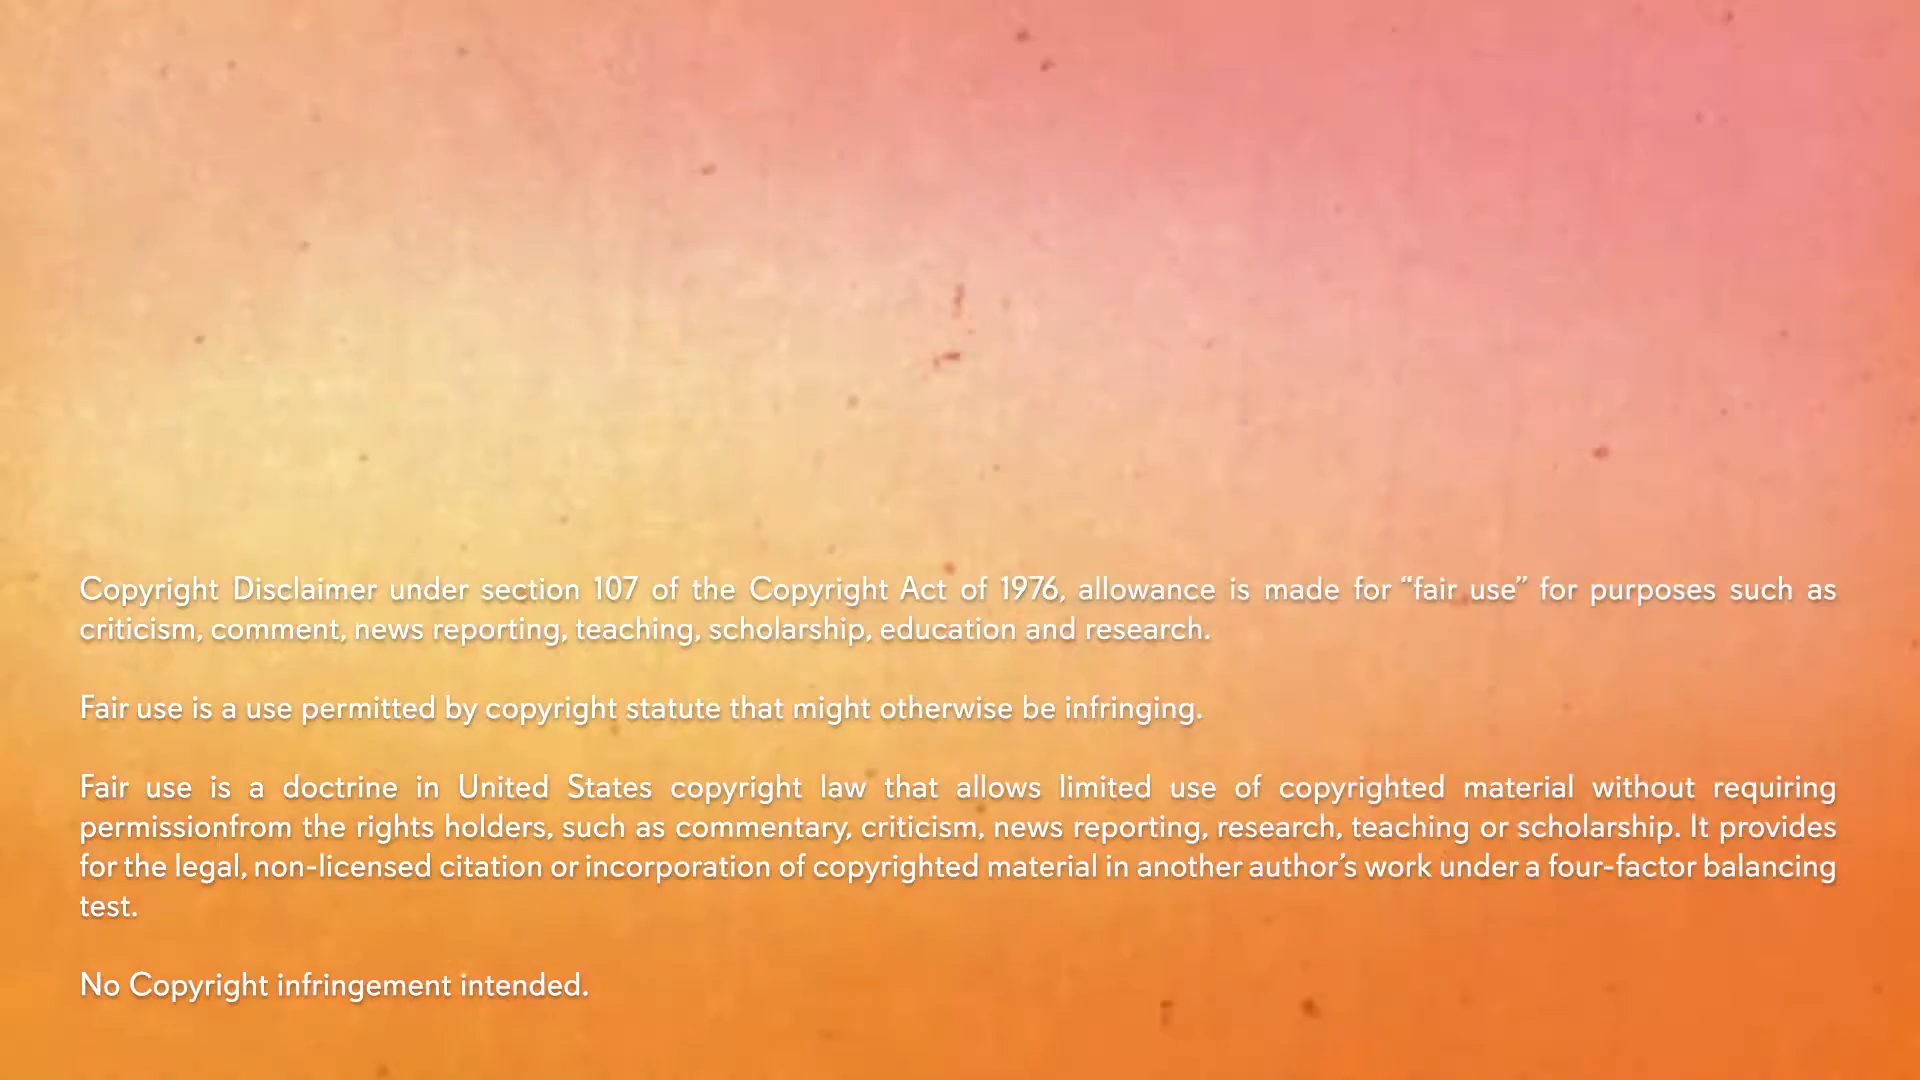 Copyright Disclaimer under section 107 of the Copyright Act of 1976, allowance is made for “fair use” for purposes such as
criticism, comment, news reporting, teaching, scholarship, education and research.
Fair use is a use permitted by copyright statute that might otherwise be infringing.
Fair use is a doctrine in United States copyright law that allows limited use of copyrighted material without requiring
permissionfrom the rights holders, such as commentary, criticism, news reporting, research, teaching or scholarship. It provides
for the legal, non-licensed citation or incorporation of copyrighted material in another author’s work under a four-factor balancing
test.
No Copyright infringement intended.